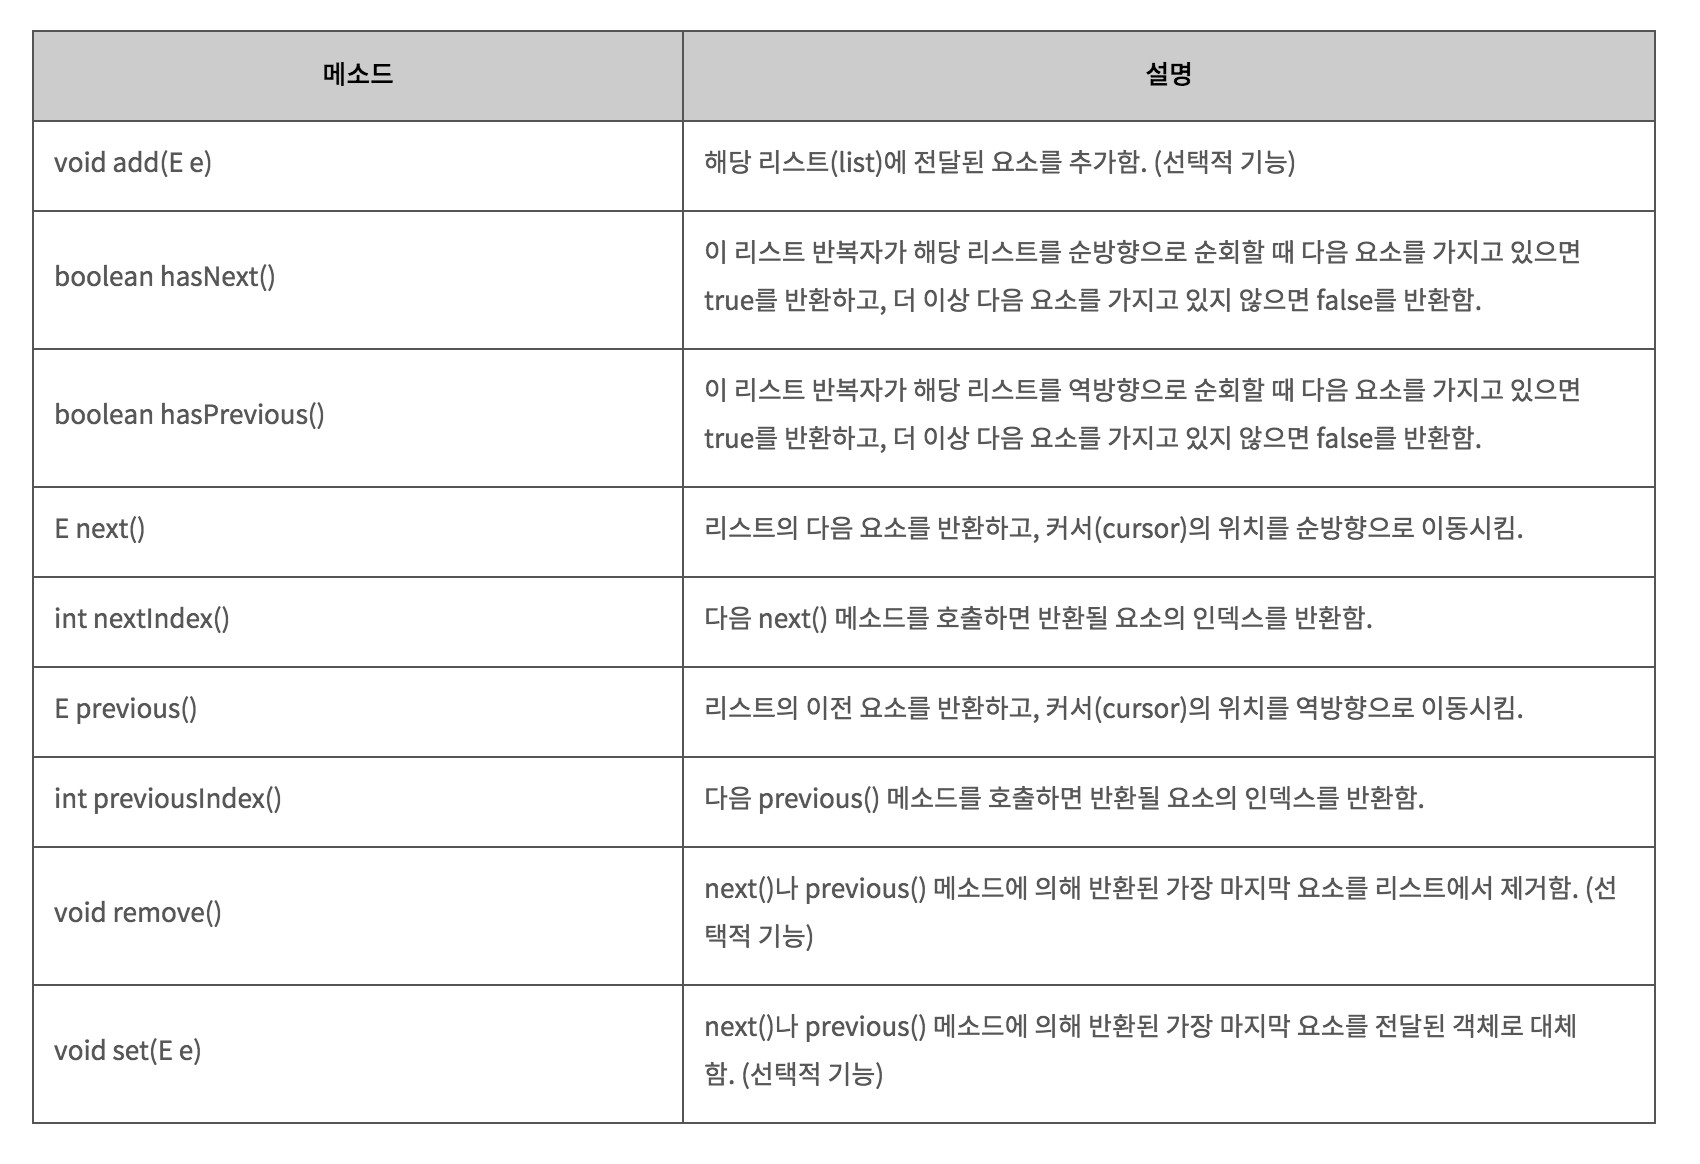 메소드
설명
void add(E e)
해당 리스트(list)에 전달된 요소를 추가함. (선택적 기능)
boolean hasNext()
이 리스트 반복자가 해당 리스트를 순방향으로 순회할 때 다음 요소를 가지고 있으면
true를 반환하고, 더 이상 다음 요소를 가지고 있지 않으면 false를 반환함.
boolean hasPrevious()
이 리스트 반복자가 해당 리스트를 역방향으로 순회할 때 다음 요소를 가지고 있으면
true를 반환하고, 더 이상 다음 요소를 가지고 있지 않으면 false를 반환함.
E next()
리스트의 다음 요소를 반환하고, 커서(cursor)의 위치를 순방향으로 이동시킴.
int nextIndex()
다음 next() 메소드를 호출하면 반환될 요소의 인덱스를 반환함.
E previous()
리스트의 이전 요소를 반환하고, 커서(cursor)의 위치를 역방향으로 이동시킴.
int previousIndex()
다음 previous() 메소드를 호출하면 반환될 요소의 인덱스를 반환함.
void remove()
next()나 previous() 메소드에 의해 반환된 가장 마지막 요소를 리스트에서 제거함. (선
택적 기능)
void set(E e)
next()나 previous() 메소드에 의해 반환된 가장 마지막 요소를 전달된 객체로 대체
함. (선택적 기능)